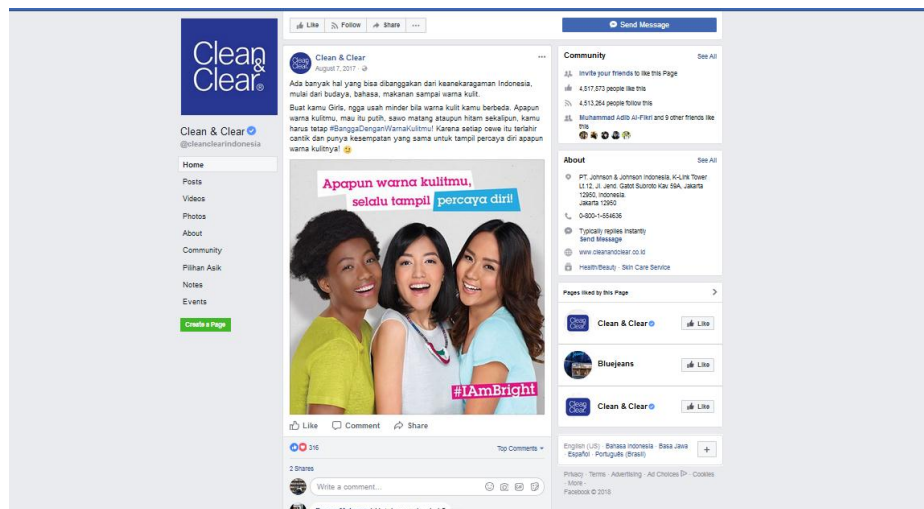 Clean
&
Clear®
Clean & Clear
@cleanclearindonesia
Home
Posts
Videos
Photos
About
Community
Pilihan Asik
Notes
Events
Create a Page
Like Follow Share ...
Clean & Clear
August 7, 2017 ·
Ada banyak hal yang bisa dibanggakan dari keanekaragaman Indonesia,
mulai dari budaya, bahasa, makanan sampai warna kulit.
Buat kamu Girls, ngga usah minder bila warna kulit kamu berbeda. Apapun
warna kulitmu, mau itu putih, sawo matang ataupun hitam sekalipun, kamu
harus tetap #BanggaDenganWarnaKulitmu! Karena setiap cewe itu terlahir
cantik dan punya kesempatan yang sama untuk tampil percaya diri apapun
warna kulitnya!
Apapun warna kulitmu,
selalu tampil percaya diri!
#IAmBright
Like Comment Share
316
Top Comments
2 Shares
Write a comment...
Send Message
Community See All
Invite your friends to like this Page
4,517,573 people like this
4,513,264 people follow this
Muhammad Adib Al-Fikri and 9 other friends like
this
About See All
PT. Johnson & Johnson Indonesia, K-Link Tower
Lt.12, Jl. Jend. Gatot Subroto Kav 59A, Jakarta
12950, Indonesia.
Jakarta 12950
0-800-1-554636
Typically replies instantly
Send Message
www.cleanandclear.co.id
Health/Beauty · Skin Care Service
Pages liked by this Page
Clean & Clear Like
Bluejeans Like
Clean & Clear Like
English (US) · Bahasa Indonesia · Basa Jawa
· Español · Português (Brasil)
Privacy · Terms · Advertising · Ad Choices · Cookies
· More ·
Facebook © 2018